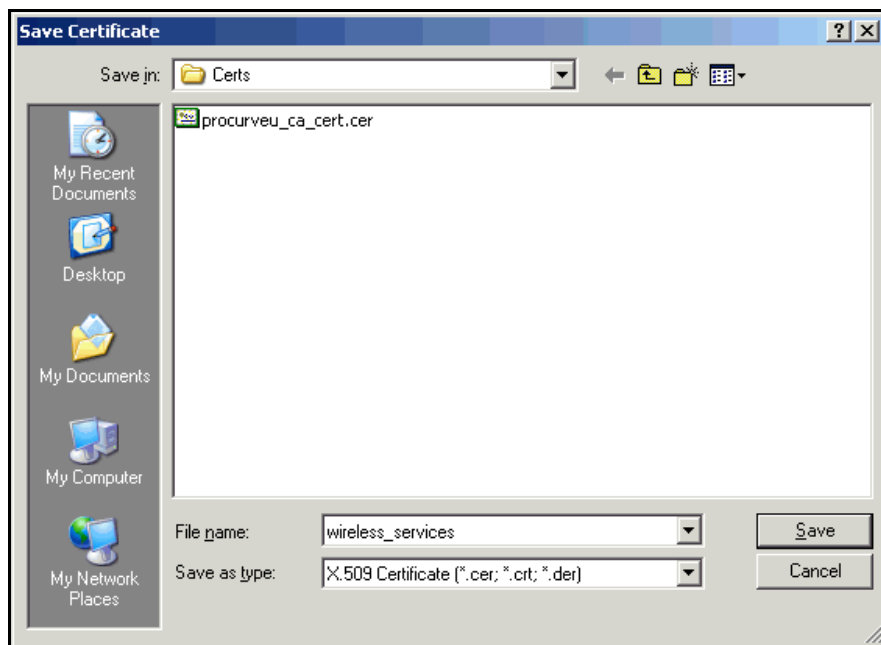 Save Certificate
Save in: Certs
procurveu_ca_cert.cer
My Recent
Documents
Desktop
My Documents
My Computer
My Network
Places
File name: wireless_services Save
Save as type: X.509 Certificate (*.cer; *.crt; *.der) Cancel